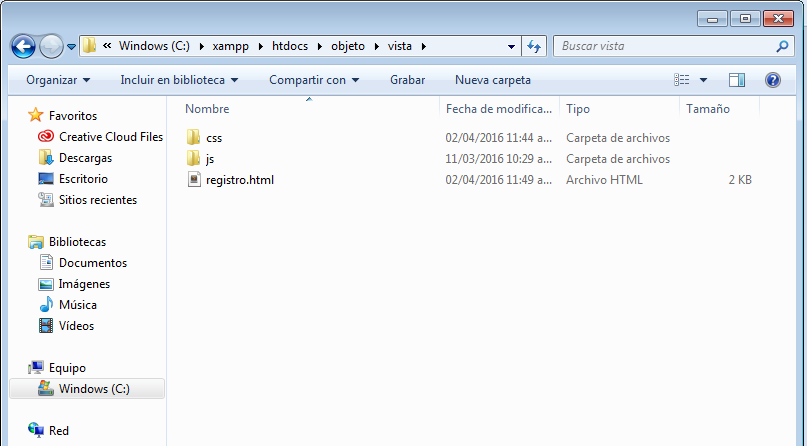 « Windows (C:) ▸ xampp ▸ htdocs ▸ objeto ▸ vista ▸ Buscar vista
Organizar Incluir en biblioteca Compartir con Grabar Nueva carpeta
Favoritos
Creative Cloud Files
Descargas
Escritorio
Sitios recientes
Bibliotecas
Documentos
Imágenes
Música
Vídeos
Equipo
Windows (C:)
Red
Nombre Fecha de modifica... Tipo Tamaño
css 02/04/2016 11:44 a... Carpeta de archivos
js 11/03/2016 10:29 a... Carpeta de archivos
registro.html 02/04/2016 11:49 a... Archivo HTML 2 KB